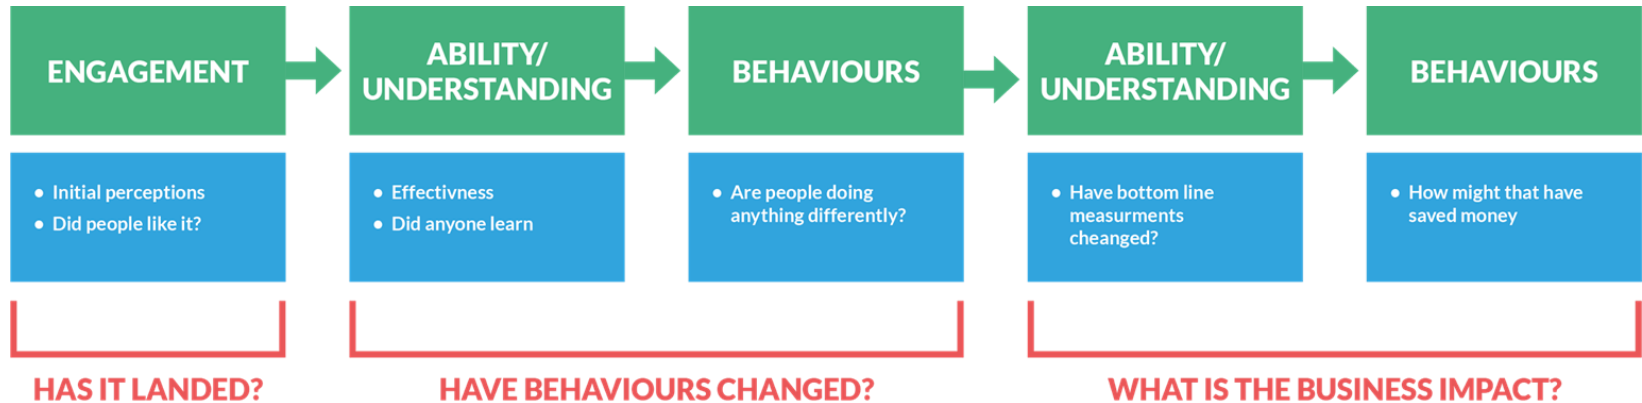 ENGAGEMENT
ABILITY/
UNDERSTANDING
BEHAVIOURS
ABILITY/
UNDERSTANDING
BEHAVIOURS
• Initial perceptions
• Did people like it?
• Effectivness
• Did anyone learn
• Are people doing
anything differently?
• Have bottom line
measurments
cheanged?
• How might that have
saved money
HAS IT LANDED?
HAVE BEHAVIOURS CHANGED?
WHAT IS THE BUSINESS IMPACT?